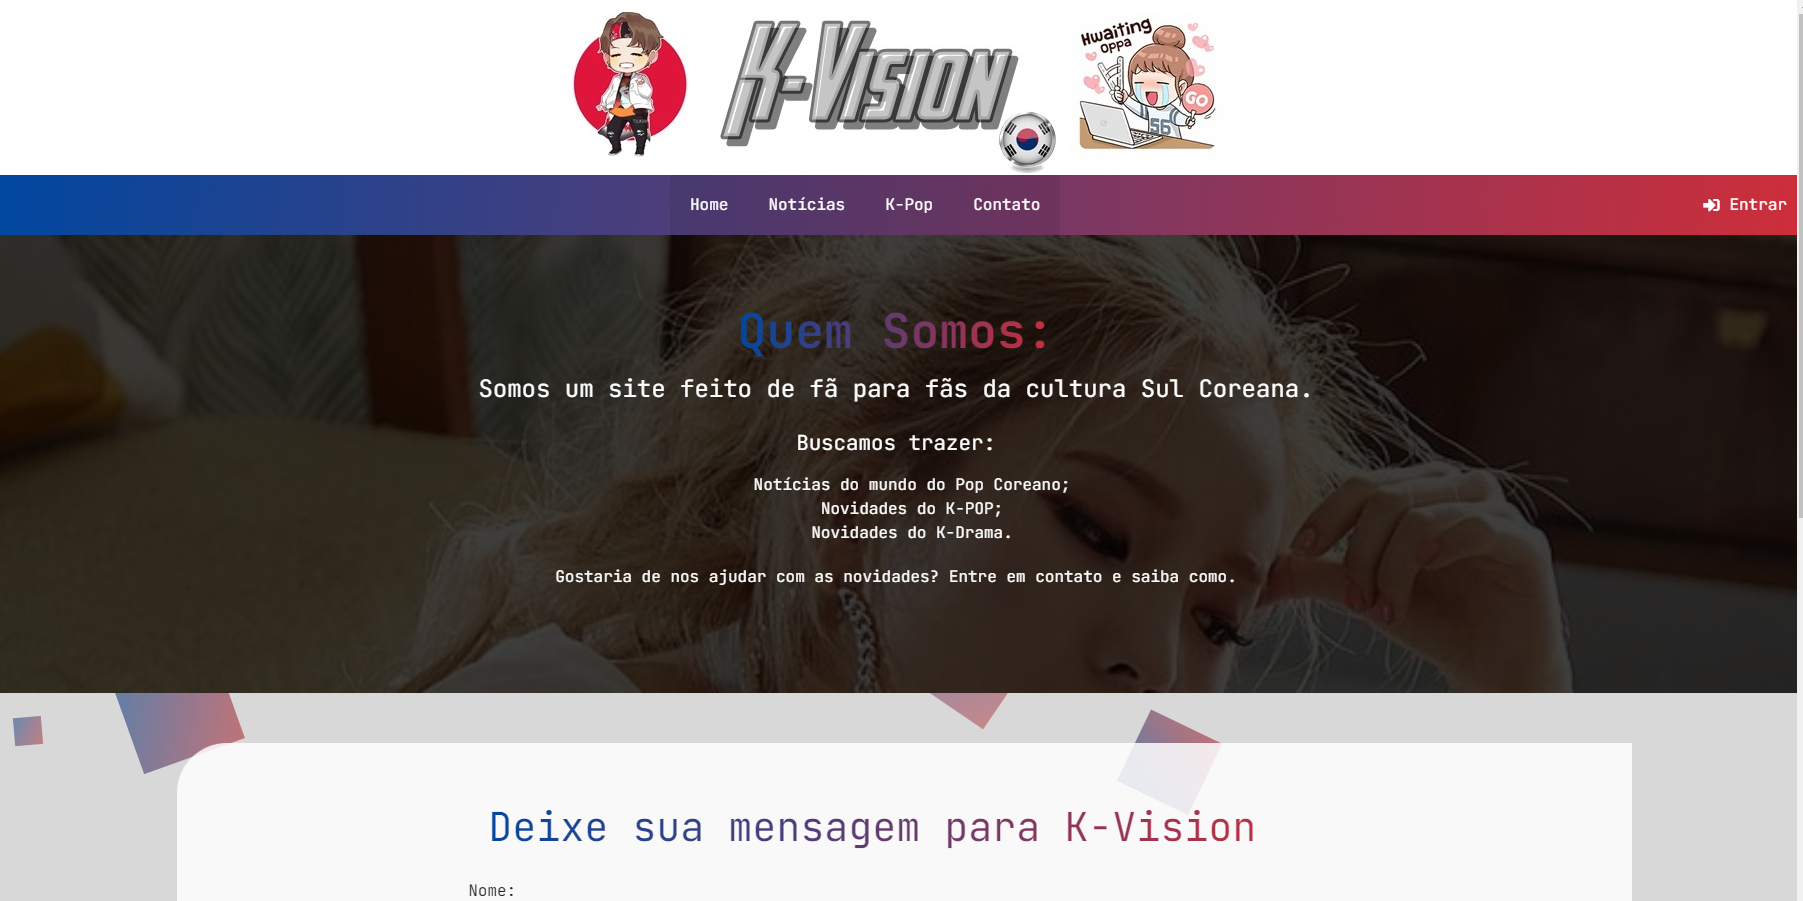 K-Vision
Hwaiting
Oppa
GO
56
Home
Notícias
K-Pop
Contato
Entrar
Quem Somos:
Somos um site feito de fã para fãs da cultura Sul Coreana.
Buscamos trazer:
Notícias do mundo do Pop Coreano;
Novidades do K-POP;
Novidades do K-Drama.
Gostaria de nos ajudar com as novidades? Entre em contato e saiba como.
Deixe sua mensagem para K-Vision
Nome: